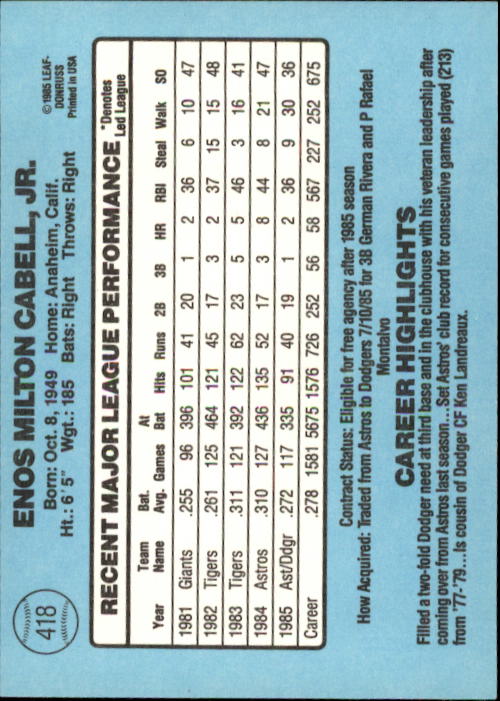 418
ENOS MILTON CABELL, JR.
©1985 LEAF-
DONRUSS
Printed in USA
Born: Oct. 8, 1949 Home: Anaheim, Calif.
Ht.: 6'5" Wgt.: 185 Bats: Right Throws: Right
RECENT MAJOR LEAGUE PERFORMANCE *Denotes Led League
Year Team Name Bat. Avg. Games At Bat Hits Runs 2B 3B HR RBI Steal Walk SO
1981 Giants .255 96 396 101 41 20 1 2 36 6 10 47
1982 Tigers .261 125 464 121 45 17 3 2 37 15 15 48
1983 Tigers .311 121 392 122 62 23 5 5 46 3 16 41
1984 Astros .310 127 436 135 52 17 3 8 44 8 21 47
1985 Ast/Ddgr .272 117 335 91 40 19 1 2 36 9 30 36
Career .278 1581 5675 1576 726 252 56 58 567 227 252 675
Contract Status: Eligible for free agency after 1985 season
How Acquired: Traded from Astros to Dodgers 7/10/85 for 3B German Rivera and P Rafael
Montalvo
CAREER HIGHLIGHTS
Filled a two-fold Dodger need at third base and in the clubhouse with his veteran leadership after
coming over from Astros last season...Set Astros' club record for consecutive games played (213)
from '77-'79...Is cousin of Dodger CF Ken Landreaux.